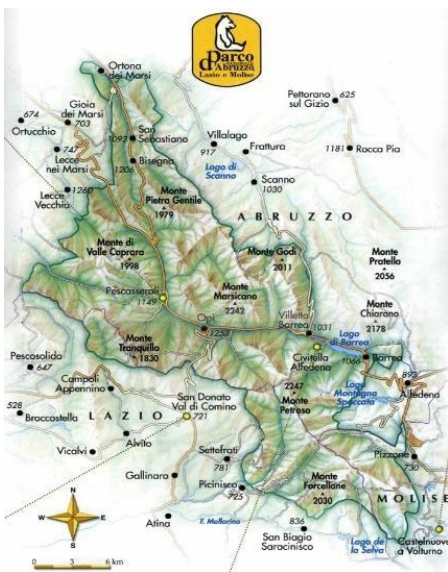 Parco
d'Abruzzo
Lazio e Molise
Ortona
dei Marsi
Pettorano
sul Gizio
625
674
Ortucchio
Gioia
dei Marsi
703
1093
San
Sebastiano
Villalago
917
Frattura
1181
Rocca Pia
747
Lecce
nei Marsi
1206
Bisegna
Lago di
Scanno
Scanno
1030
Lecce
Vecchia
1260
Monte
Pietra Gentile
1979
ABRUZZO
Monte di
Valle Caprara
1998
Monte Godi
2011
Monte
Pratello
2056
Pescasseroli
1149
Monte
Marsicano
2242
Monte
Chiarano
2178
Opi
1253
Villetta
Barrea
1031
Lago
di Barrea
Monte
Tranquillo
1830
Civitella
Alfedena
1066
Barrea
Pescosolido
647
Campoli
Appennino
2247
Monte
Petroso
Lago
Montagna
Spaccata
893
Alfedena
528
Broccostella
LAZIO
San Donato
Val di Comino
721
Alvito
Vicalvi
Settefrati
781
Pizzone
730
Gallinaro
Picinisco
725
Monte
Forcellone
2030
MOLISE
Atina
F. Mollarino
836
San Biagio
Saracinisco
Lago de
la Selva
Castelnuovo
a Volturno
N
W
E
S
0
3
6 km